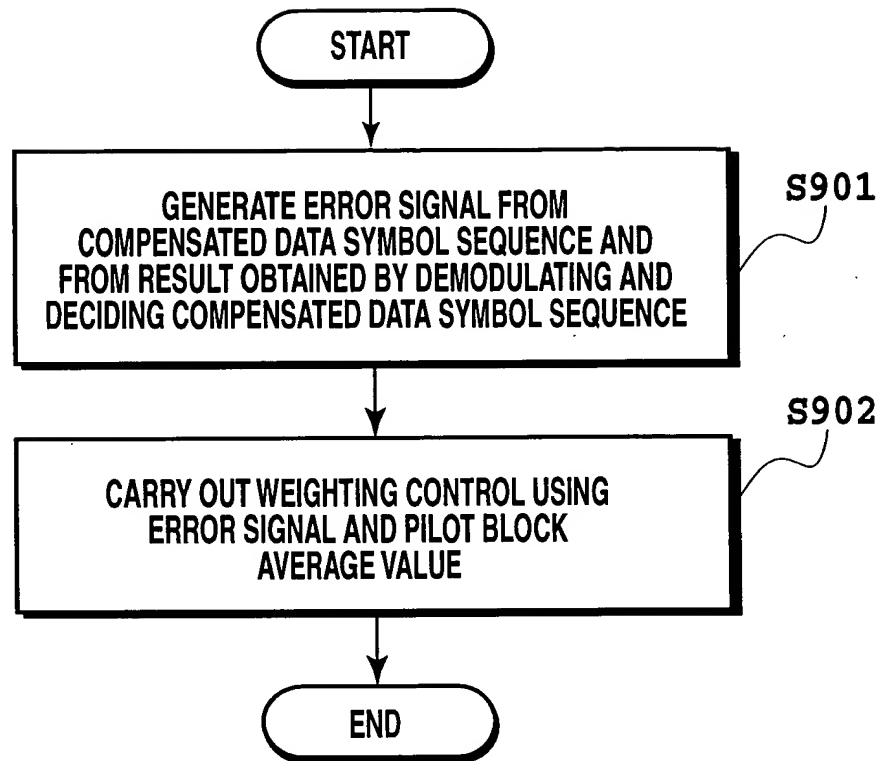 START
GENERATE ERROR SIGNAL FROM
COMPENSATED DATA SYMBOL SEQUENCE AND
FROM RESULT OBTAINED BY DEMODULATING AND
DECIDING COMPENSATED DATA SYMBOL SEQUENCE
S901
CARRY OUT WEIGHTING CONTROL USING
ERROR SIGNAL AND PILOT BLOCK
AVERAGE VALUE
S902
END